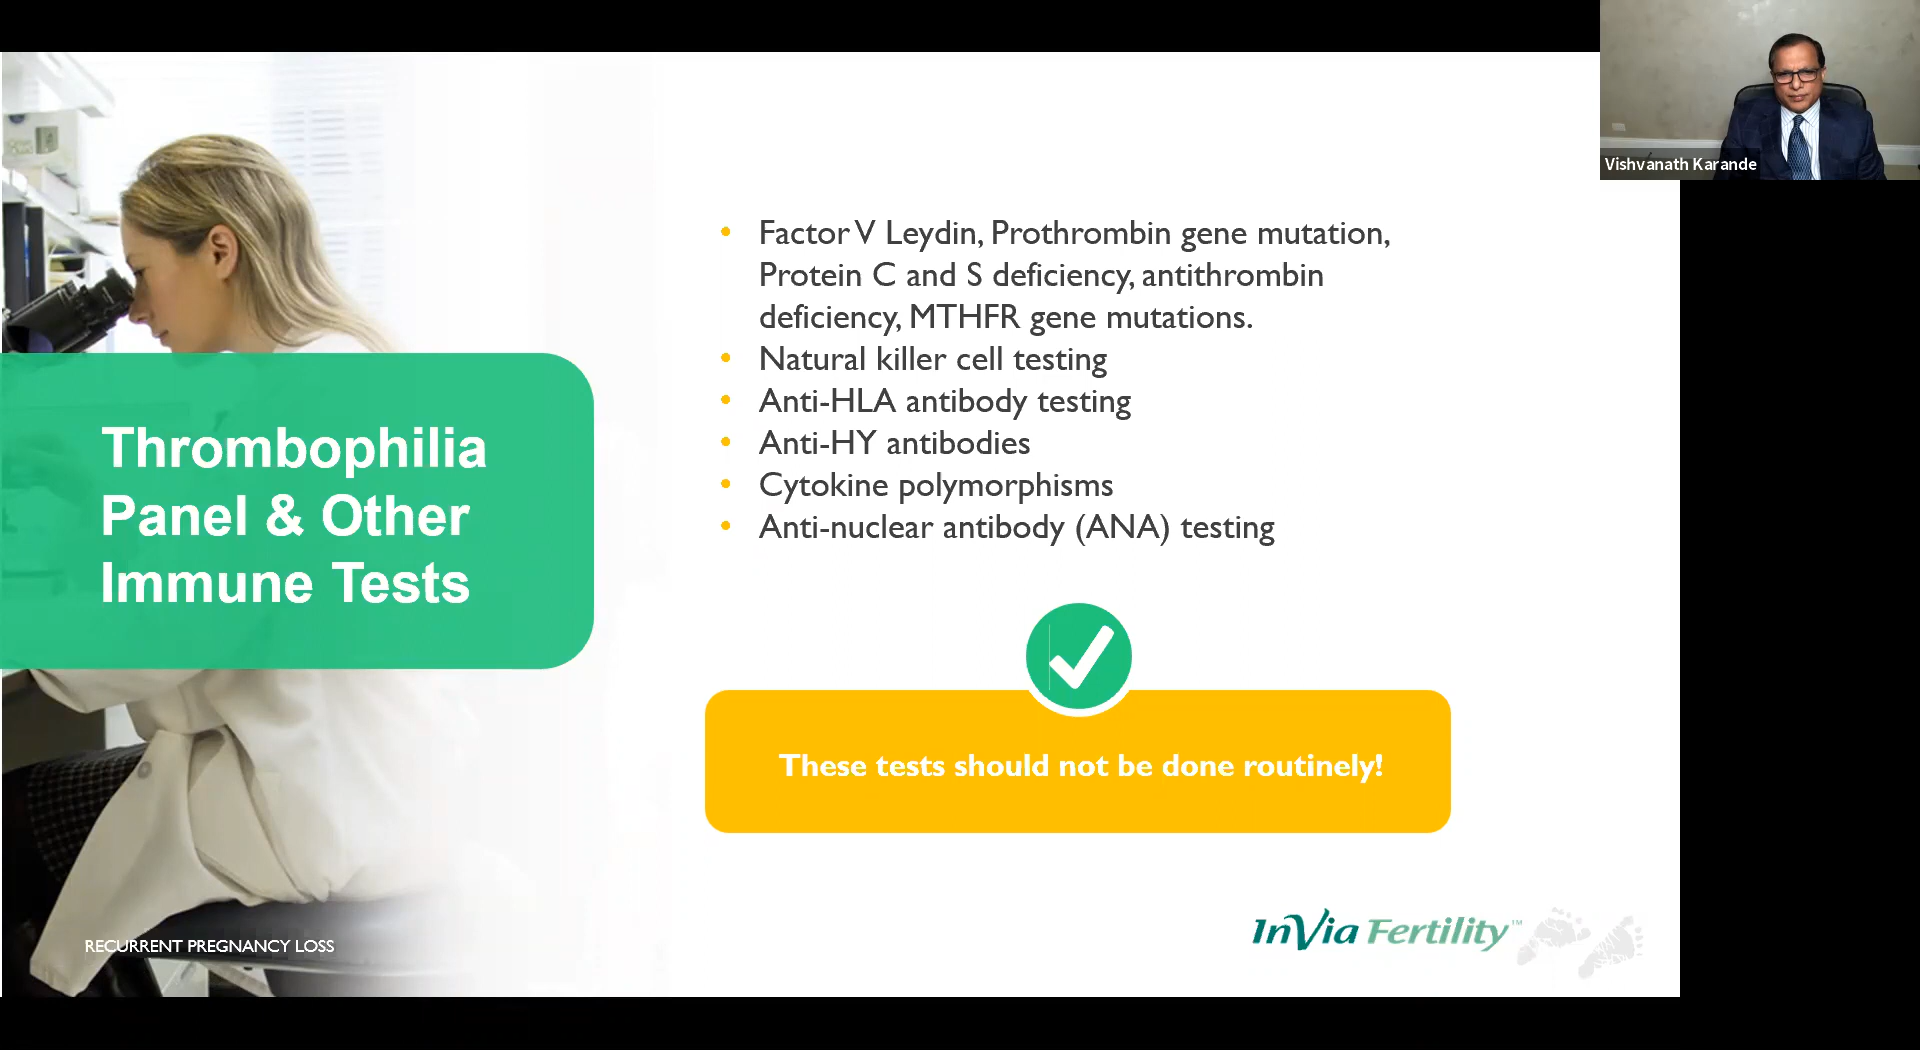 Vishvanath Karande
Factor V Leydin, Prothrombin gene mutation,
Protein C and S deficiency, antithrombin
deficiency, MTHFR gene mutations.
Natural killer cell testing
Anti-HLA antibody testing
Anti-HY antibodies
Cytokine polymorphisms
Anti-nuclear antibody (ANA) testing
Thrombophilia
Panel & Other
Immune Tests
These tests should not be done routinely!
RECURRENT PREGNANCY LOSS
InVia Fertility™